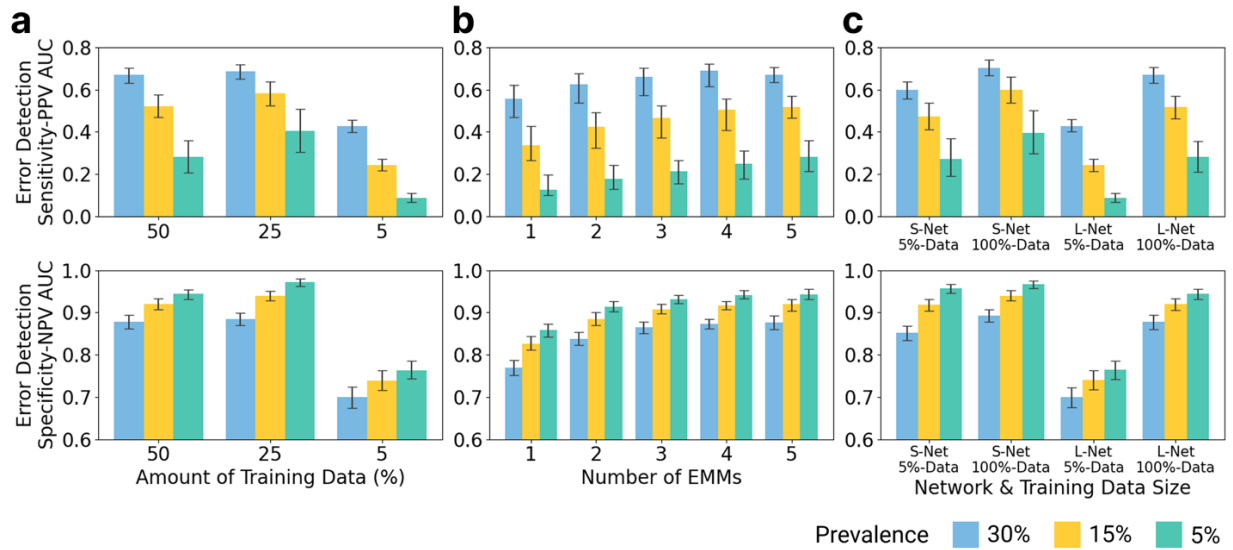 a
b
c
Error Detection
Sensitivity-PPV AUC
0.8
0.6
0.4
0.2
0.0
50 25 5
0.8
0.6
0.4
0.2
0.0
1 2 3 4 5
0.8
0.6
0.4
0.2
0.0
S-Net S-Net L-Net L-Net
5%-Data 100%-Data 5%-Data 100%-Data
Error Detection
Specificity-NPV AUC
1.0
0.9
0.8
0.7
0.6
50 25 5
Amount of Training Data (%)
1.0
0.9
0.8
0.7
0.6
1 2 3 4 5
Number of EMMs
1.0
0.9
0.8
0.7
0.6
S-Net S-Net L-Net L-Net
5%-Data 100%-Data 5%-Data 100%-Data
Network & Training Data Size
Prevalence 30% 15% 5%